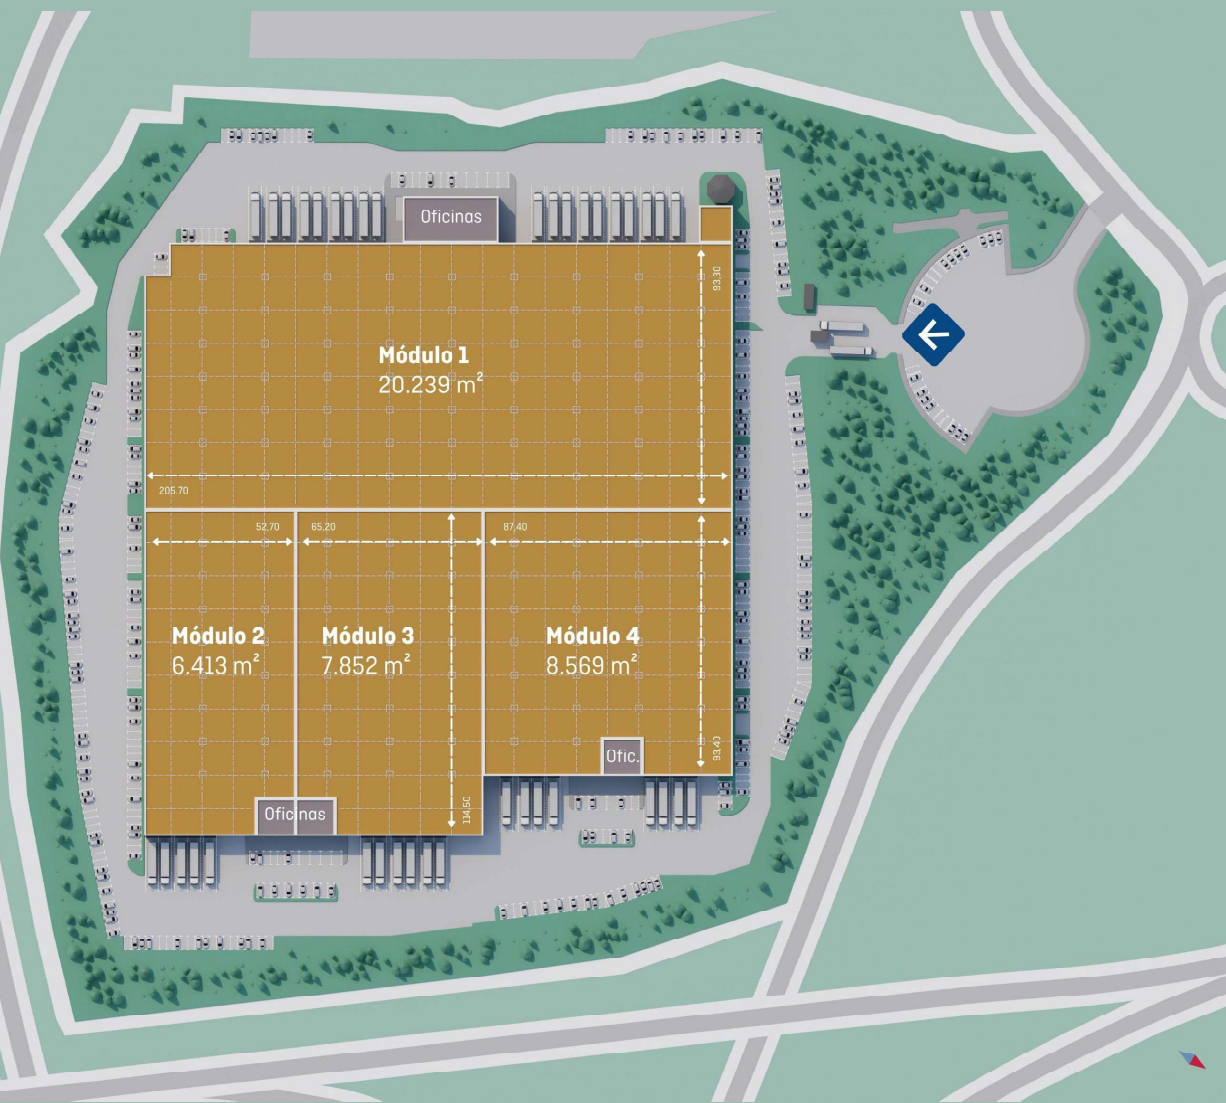 Oficinas
93,30
Módulo 1
20.239 m²
205.70
52,70
65,20
87,40
Módulo 2
6.413 m²
Módulo 3
7.852 m²
Módulo 4
8.569 m²
93,40
Ofic.
114,50
Oficinas